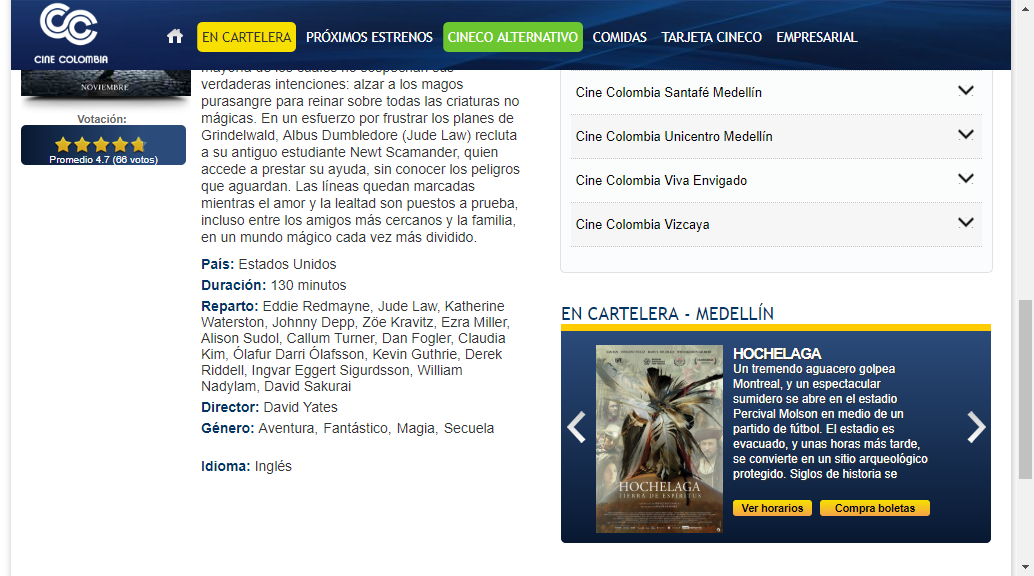 CINE COLOMBIA
EN CARTELERA
PRÓXIMOS ESTRENOS
CINECO ALTERNATIVO
COMIDAS
TARJETA CINECO
EMPRESARIAL
NOVIEMBRE
Votación:
Promedio 4.7 (66 votos)
mayoría de los cuales no sospechan sus
verdaderas intenciones: alzar a los magos
purasangre para reinar sobre todas las criaturas no
mágicas. En un esfuerzo por frustrar los planes de
Grindelwald, Albus Dumbledore (Jude Law) recluta
a su antiguo estudiante Newt Scamander, quien
accede a prestar su ayuda, sin conocer los peligros
que aguardan. Las líneas quedan marcadas
mientras el amor y la lealtad son puestos a prueba,
incluso entre los amigos más cercanos y la familia,
en un mundo mágico cada vez más dividido.
País: Estados Unidos
Duración: 130 minutos
Reparto: Eddie Redmayne, Jude Law, Katherine
Waterston, Johnny Depp, Zöe Kravitz, Ezra Miller,
Alison Sudol, Callum Turner, Dan Fogler, Claudia
Kim, Ólafur Darri Ólafsson, Kevin Guthrie, Derek
Riddell, Ingvar Eggert Sigurdsson, William
Nadylam, David Sakurai
Director: David Yates
Género: Aventura, Fantástico, Magia, Secuela
Idioma: Inglés
Cine Colombia Santafé Medellín
Cine Colombia Unicentro Medellín
Cine Colombia Viva Envigado
Cine Colombia Vizcaya
EN CARTELERA - MEDELLÍN
HOCHELAGA
TIERRA DE ESPÍRITUS
HOCHELAGA
Un tremendo aguacero golpea
Montreal, y un espectacular
sumidero se abre en el estadio
Percival Molson en medio de un
partido de fútbol. El estadio es
evacuado, y unas horas más tarde,
se convierte en un sitio arqueológico
protegido. Siglos de historia se
Ver horarios
Compra boletas